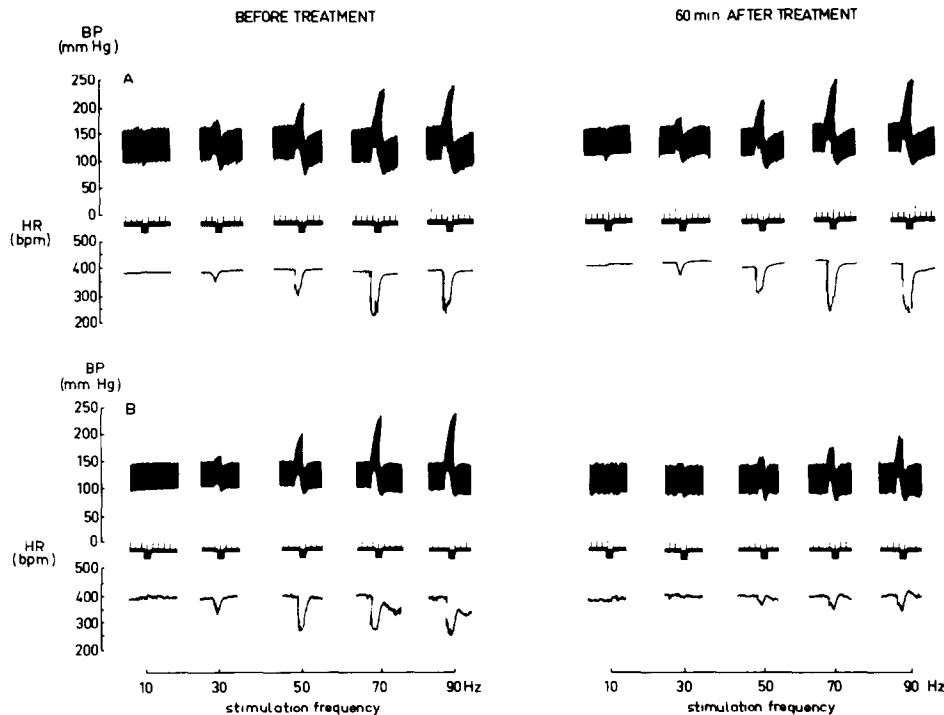 BEFORE TREATMENT
60 min AFTER TREATMENT
BP
(mm Hg)
A
250
200
150
100
50
0
HR
(bpm)
500
400
300
200
BP
(mm Hg)
B
250
200
150
100
50
0
HR
(bpm)
500
400
300
200
10 30 50 70 90 Hz
stimulation frequency
10 30 50 70 90 Hz
stimulation frequency